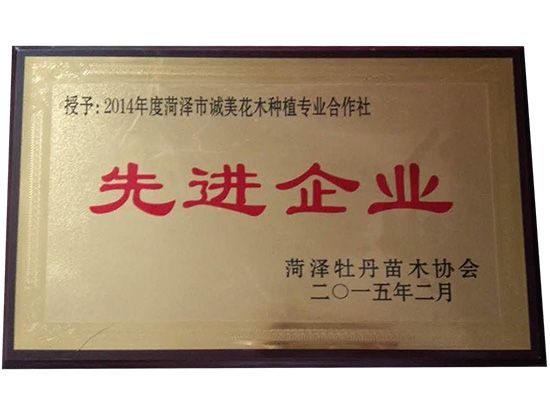 授予：2014年度菏泽市诚美花木种植专业合作社
先进企业
菏泽牡丹苗木协会
二〇一五年二月